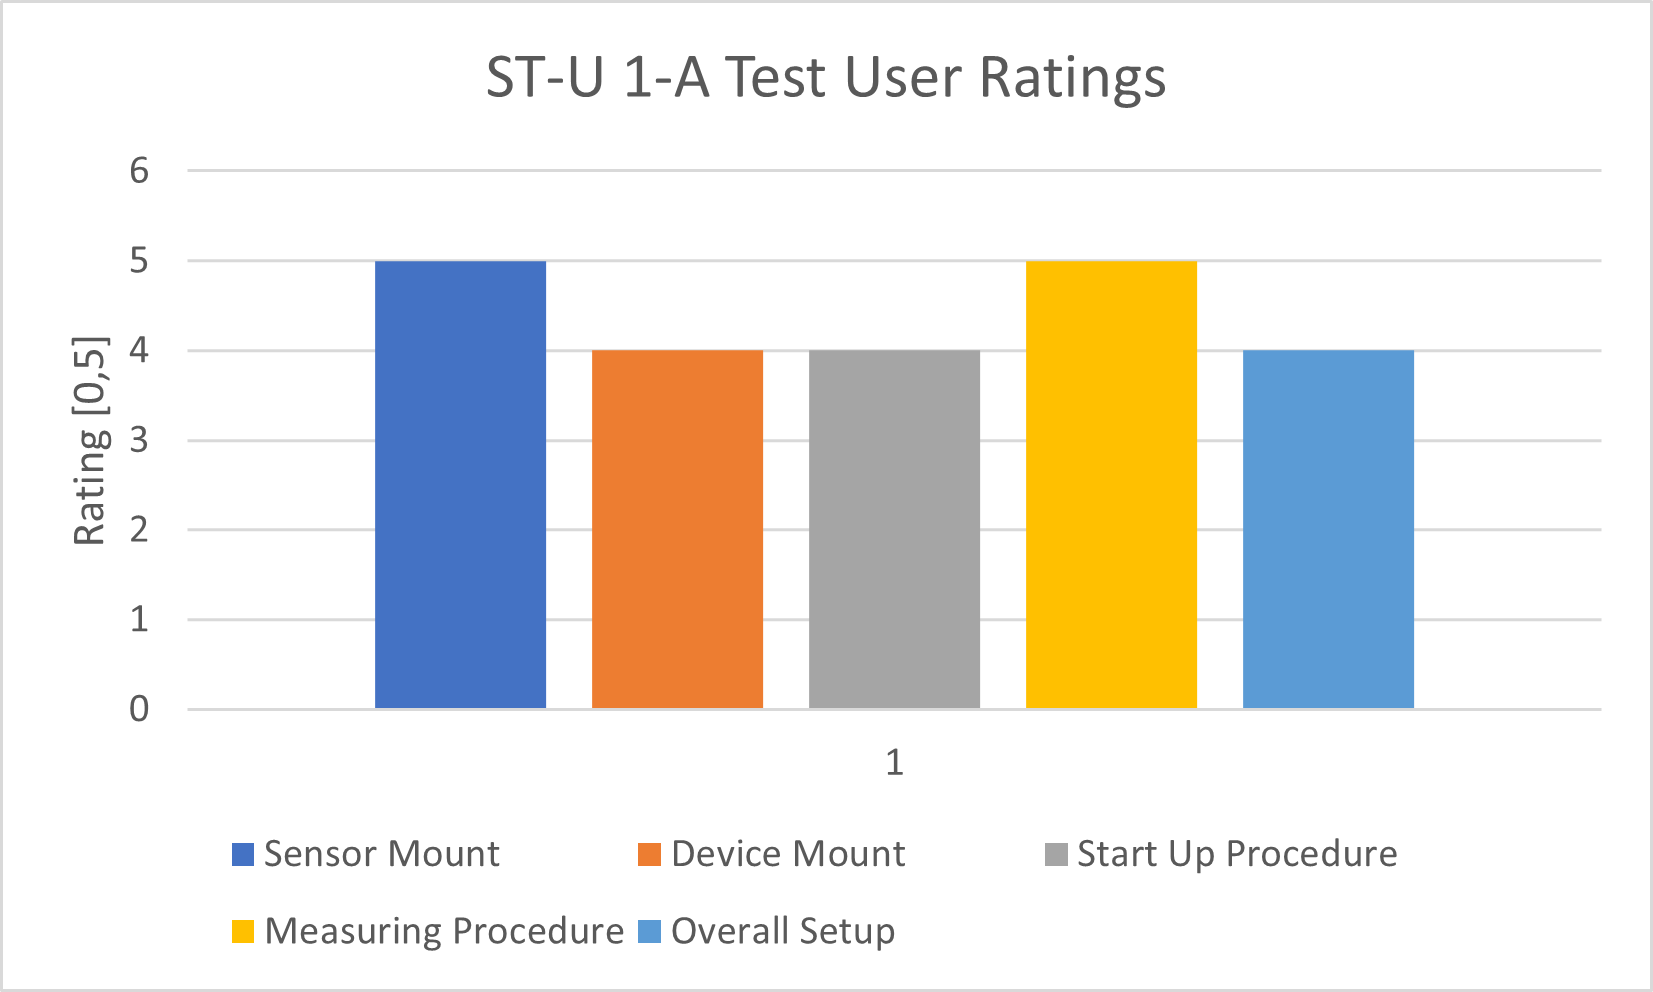 ST-U 1-A Test User Ratings
6
5
4
3
2
1
0
Rating [0,5]
1
Sensor Mount
Device Mount
Start Up Procedure
Measuring Procedure
Overall Setup